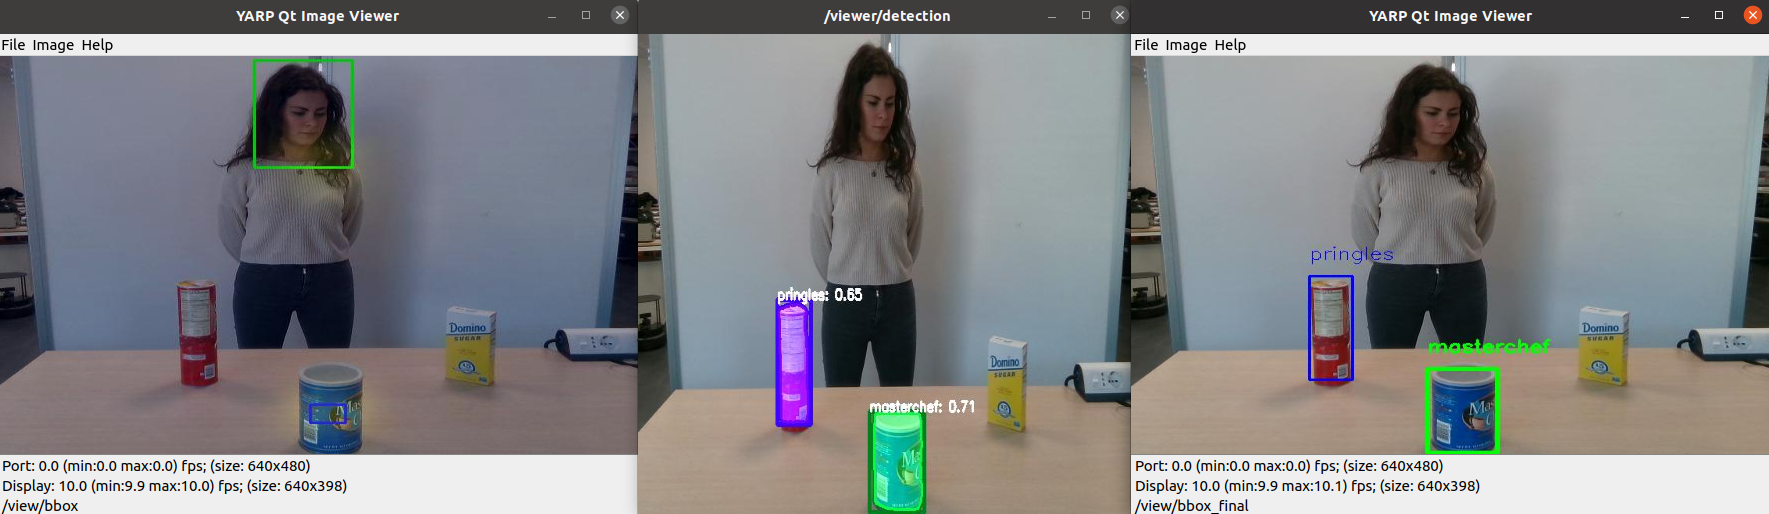 YARP Qt Image Viewer
File Image Help
Domino
SUGAR
Port: 0.0 (min:0.0 max:0.0) fps; (size: 640x480)
Display: 10.0 (min:9.9 max:10.0) fps; (size: 640x398)
/view/bbox
/viewer/detection
pringles: 0.65
Domino
SUGAR
masterchef: 0.71
YARP Qt Image Viewer
File Image Help
pringles
masterchef
Domino
SUGAR
Port: 0.0 (min:0.0 max:0.0) fps; (size: 640x480)
Display: 10.0 (min:9.9 max:10.1) fps; (size: 640x398)
/view/bbox_final